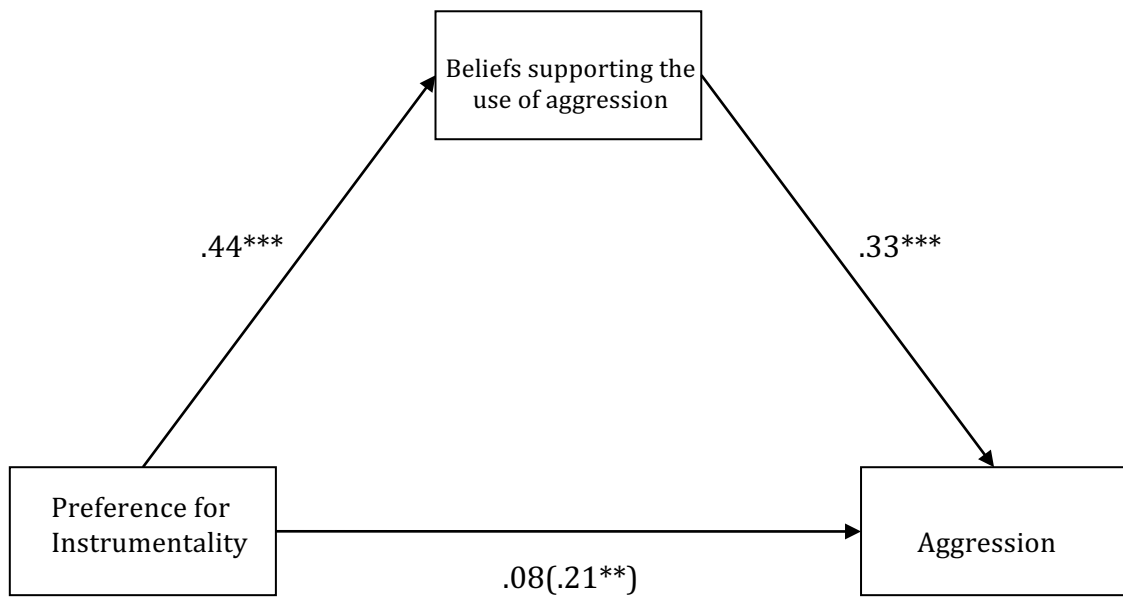 Beliefs supporting the
use of aggression
.44***
.33***
Preference for
Instrumentality
Aggression
.08(.21**)